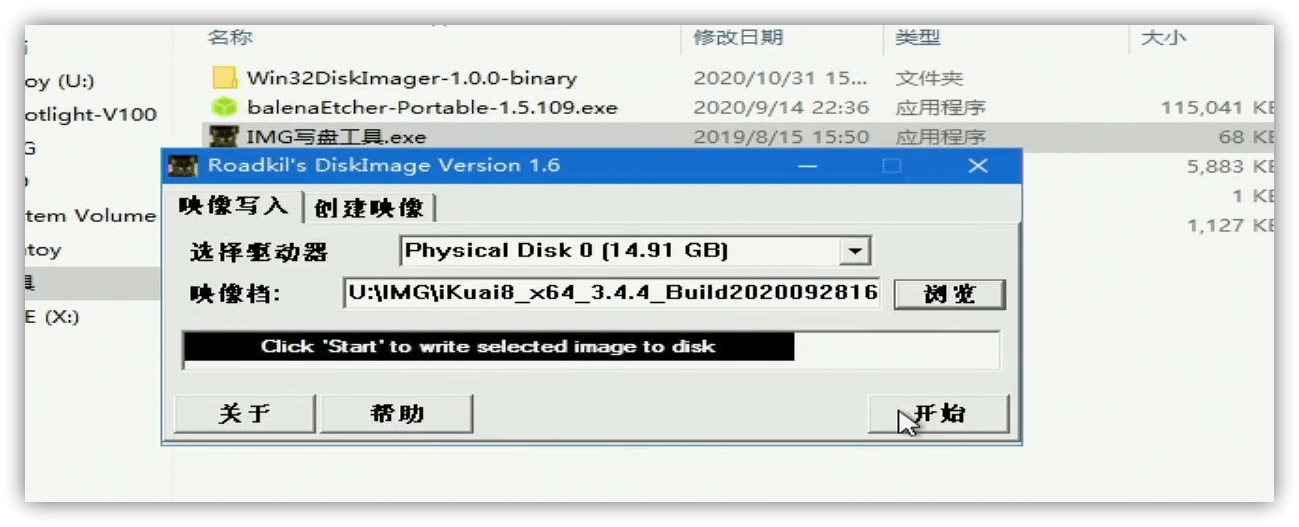 名称 修改日期 类型 大小
Win32DiskImager-1.0.0-binary 2020/10/31 15... 文件夹
oy (U:)
balenaEtcher-Portable-1.5.109.exe 2020/9/14 22:36 应用程序 115,041 KB
otlight-V100
IMG写盘工具.exe 2019/8/15 15:50 应用程序 68 KB
G
Roadkil's DiskImage Version 1.6
5,883 KB
1 KB
tem Volume
映像写入 创建映像
1,127 KB
toy
选择驱动器 Physical Disk 0 (14.91 GB)
具
映像档: U:\IMG\iKuai8_x64_3.4.4_Build2020092816 浏览
E (X:)
Click 'Start' to write selected image to disk
关于 帮助 开始